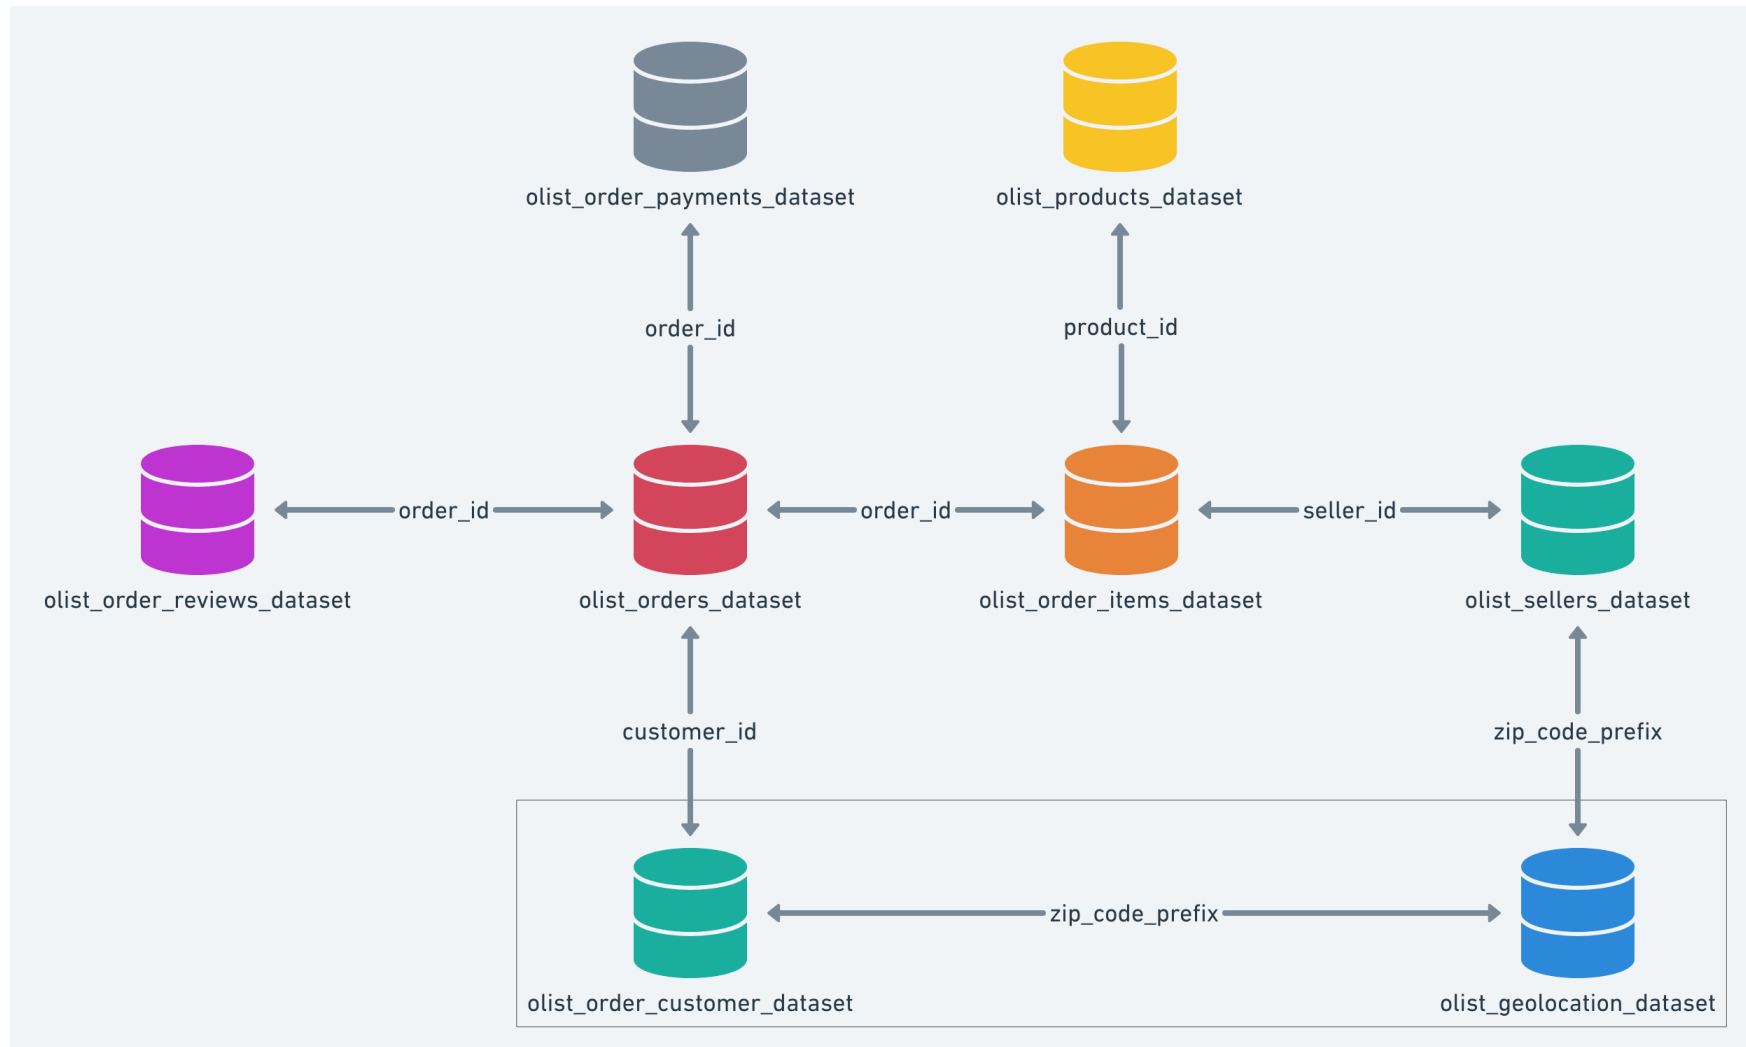 olist_order_payments_dataset
olist_products_dataset
order_id
product_id
order_id
order_id
seller_id
olist_order_reviews_dataset
olist_orders_dataset
olist_order_items_dataset
olist_sellers_dataset
customer_id
zip_code_prefix
zip_code_prefix
olist_order_customer_dataset
olist_geolocation_dataset